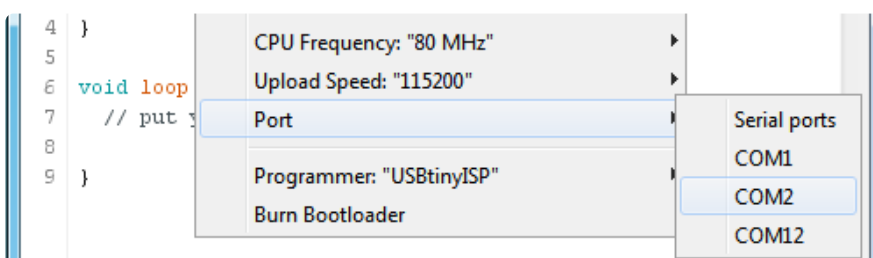 4 }
5
6 void loop
7 // put
8
9 }
CPU Frequency: "80 MHz"
Upload Speed: "115200"
Port
Programmer: "USBtinyISP"
Burn Bootloader
Serial ports
COM1
COM2
COM12